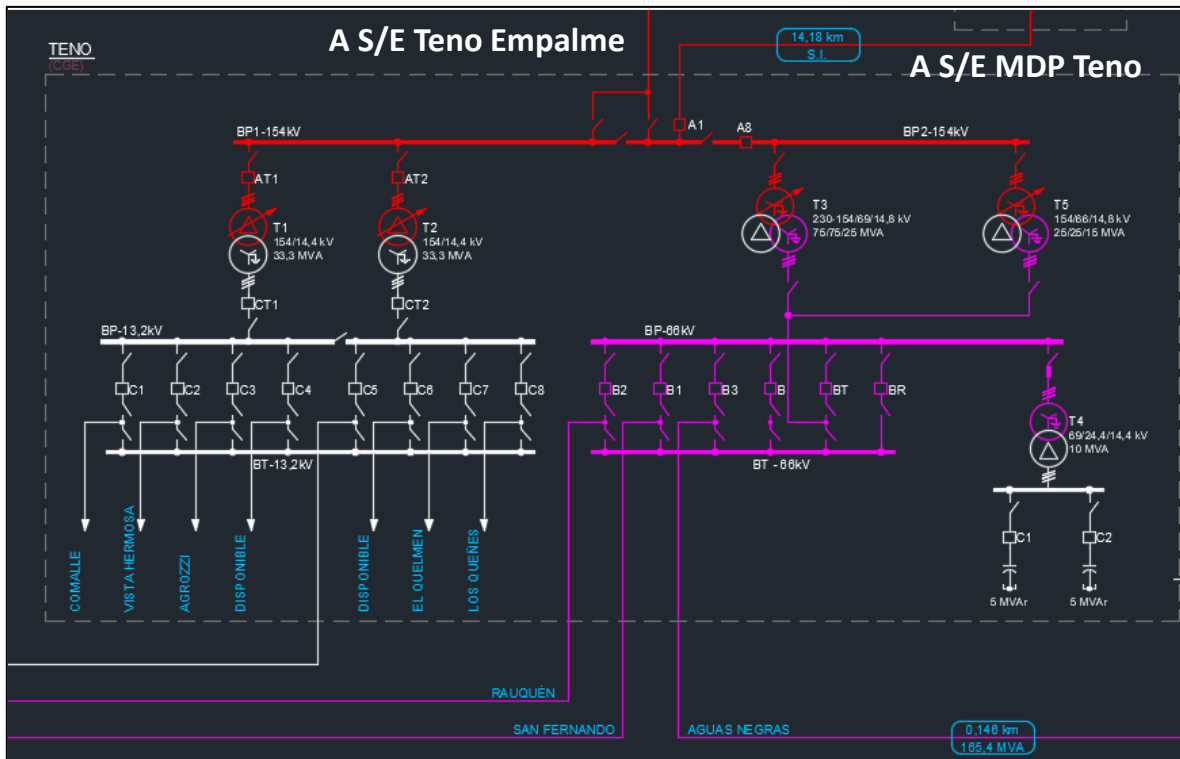 A S/E Teno Empalme
14,18 km
S.I.
A S/E MDP Teno
TENO
(CGE)
BP1-154kV
A1
A8
BP2-154kV
AT1
AT2
T1
154/14,4 kV
33,3 MVA
T2
154/14,4 kV
33,3 MVA
T3
230-154/69/14,8 kV
75/75/25 MVA
T5
154/66/14,8 kV
25/25/15 MVA
CT1
CT2
BP-13,2kV
BP-66kV
C1
C2
C3
C4
C5
C6
C7
C8
B2
B1
B3
B
BT
BR
T4
69/24,4/14,4 kV
10 MVA
BT-13,2kV
BT - 66kV
C1
C2
5 MVAr
5 MVAr
COMALLE
VISTA HERMOSA
AGROZZI
DISPONIBLE
DISPONIBLE
EL QUELMEN
LOS QUEÑES
RAUQUÉN
SAN FERNANDO
AGUAS NEGRAS
0,146 km
165,4 MVA